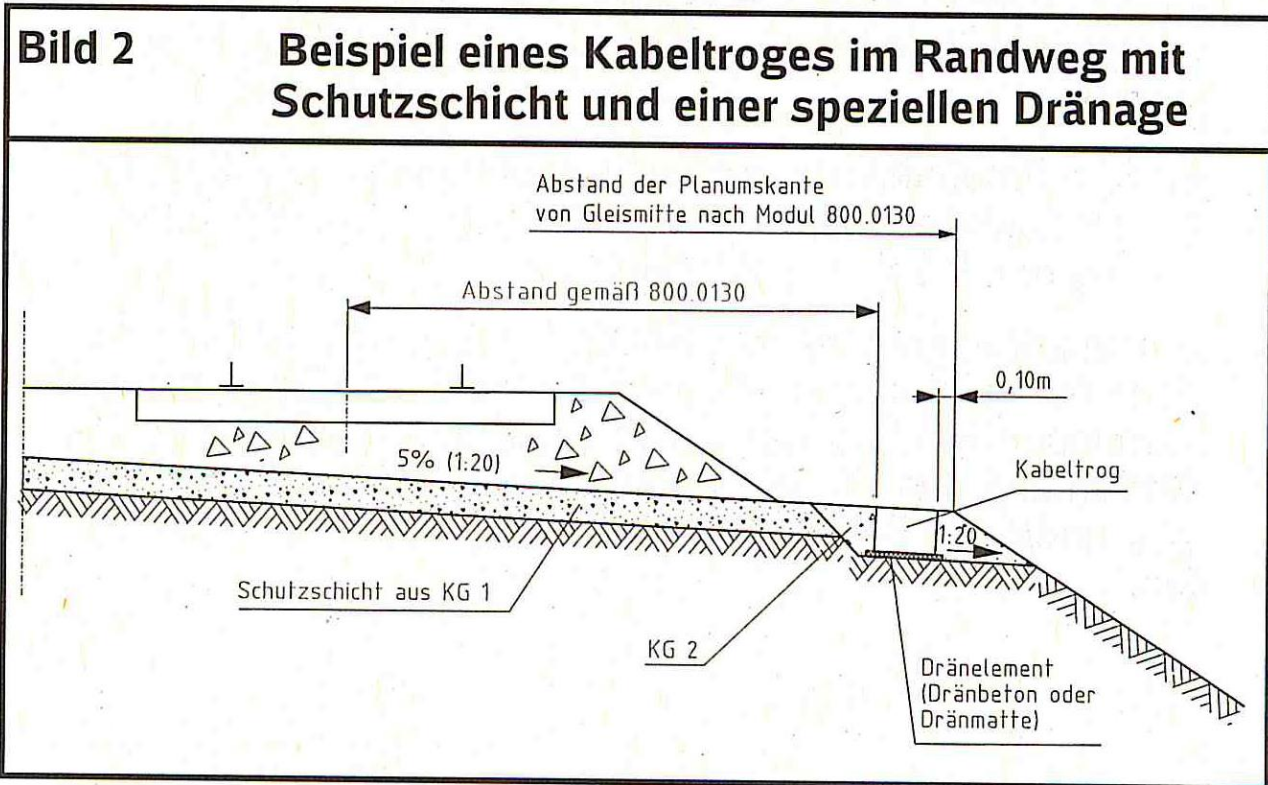 Bild 2
Beispiel eines Kabeltroges im Randweg mit
Schutzschicht und einer speziellen Dränage
Abstand der Planumskante
von Gleismitte nach Modul 800.0130
Abstand gemäß 800.0130
0,10m
5% (1:20)
Kabeltrog
1:20
Schutzschicht aus KG 1
KG 2
Dränelement
(Dränbeton oder
Dränmatte)